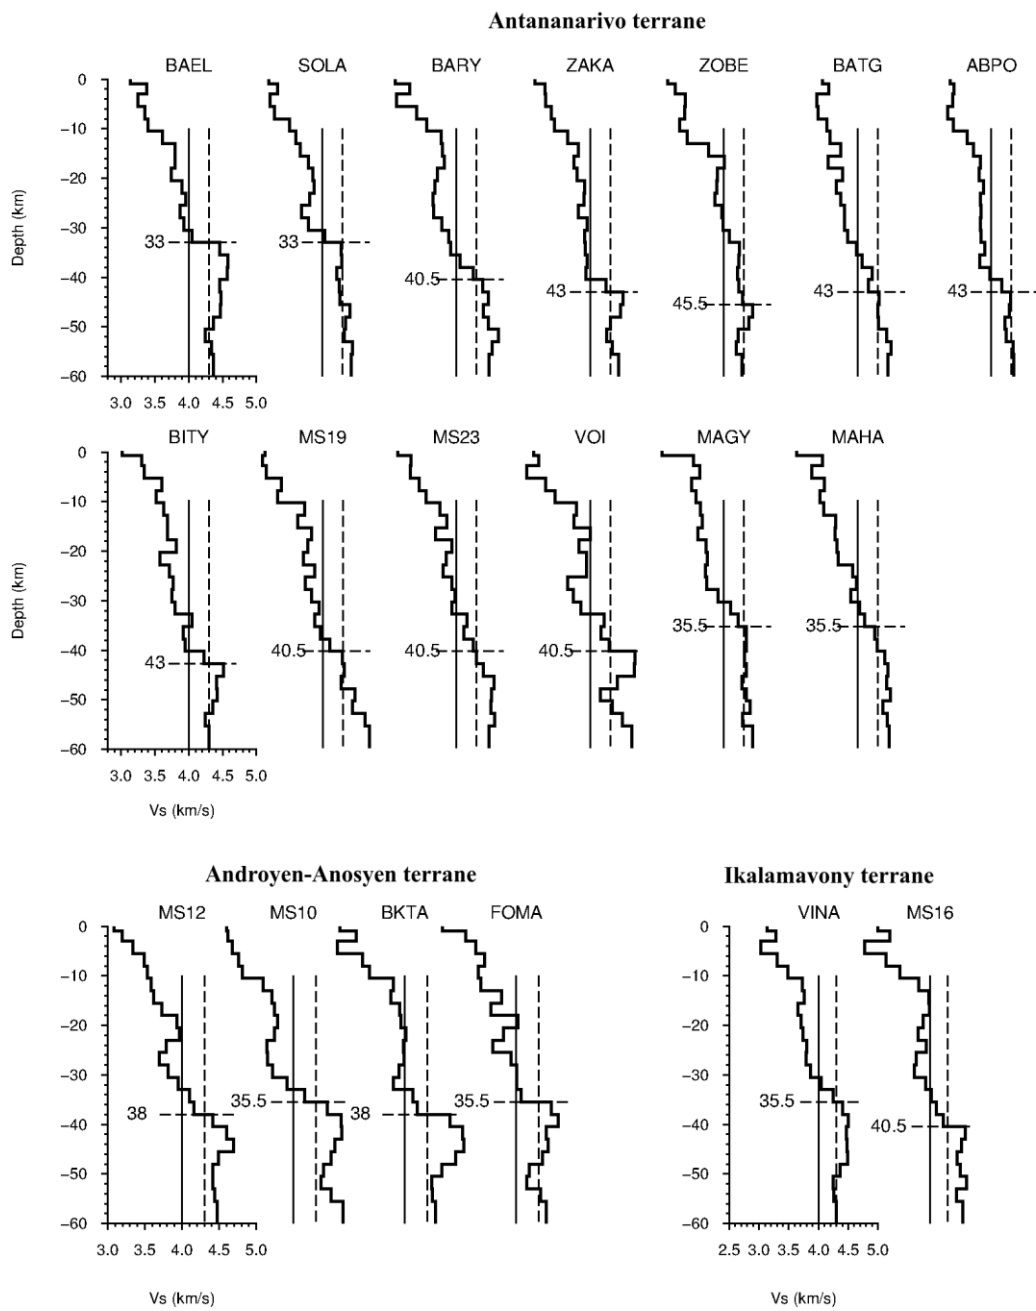 Antananarivo terrane
BAEL SOLA BARY ZAKA ZOBE BATG ABPO
0
−10
−20
−30
−40
−50
−60
Depth (km)
33 33 40.5 43 45.5 43 43
3.0 3.5 4.0 4.5 5.0
BITY MS19 MS23 VOI MAGY MAHA
0
−10
−20
−30
−40
−50
−60
Depth (km)
43 40.5 40.5 40.5 35.5 35.5
3.0 3.5 4.0 4.5 5.0
Vs (km/s)
Androyen-Anosyen terrane
MS12 MS10 BKTA FOMA
0
−10
−20
−30
−40
−50
−60
38 35.5 38 35.5
3.0 4.0 4.5 5.0
Vs (km/s)
Ikalamavony terrane
VINA MS16
0
−10
−20
−30
−40
−50
−60
35.5 40.5
2.5 3.0 3.5 4.0 4.5 5.0
Vs (km/s)